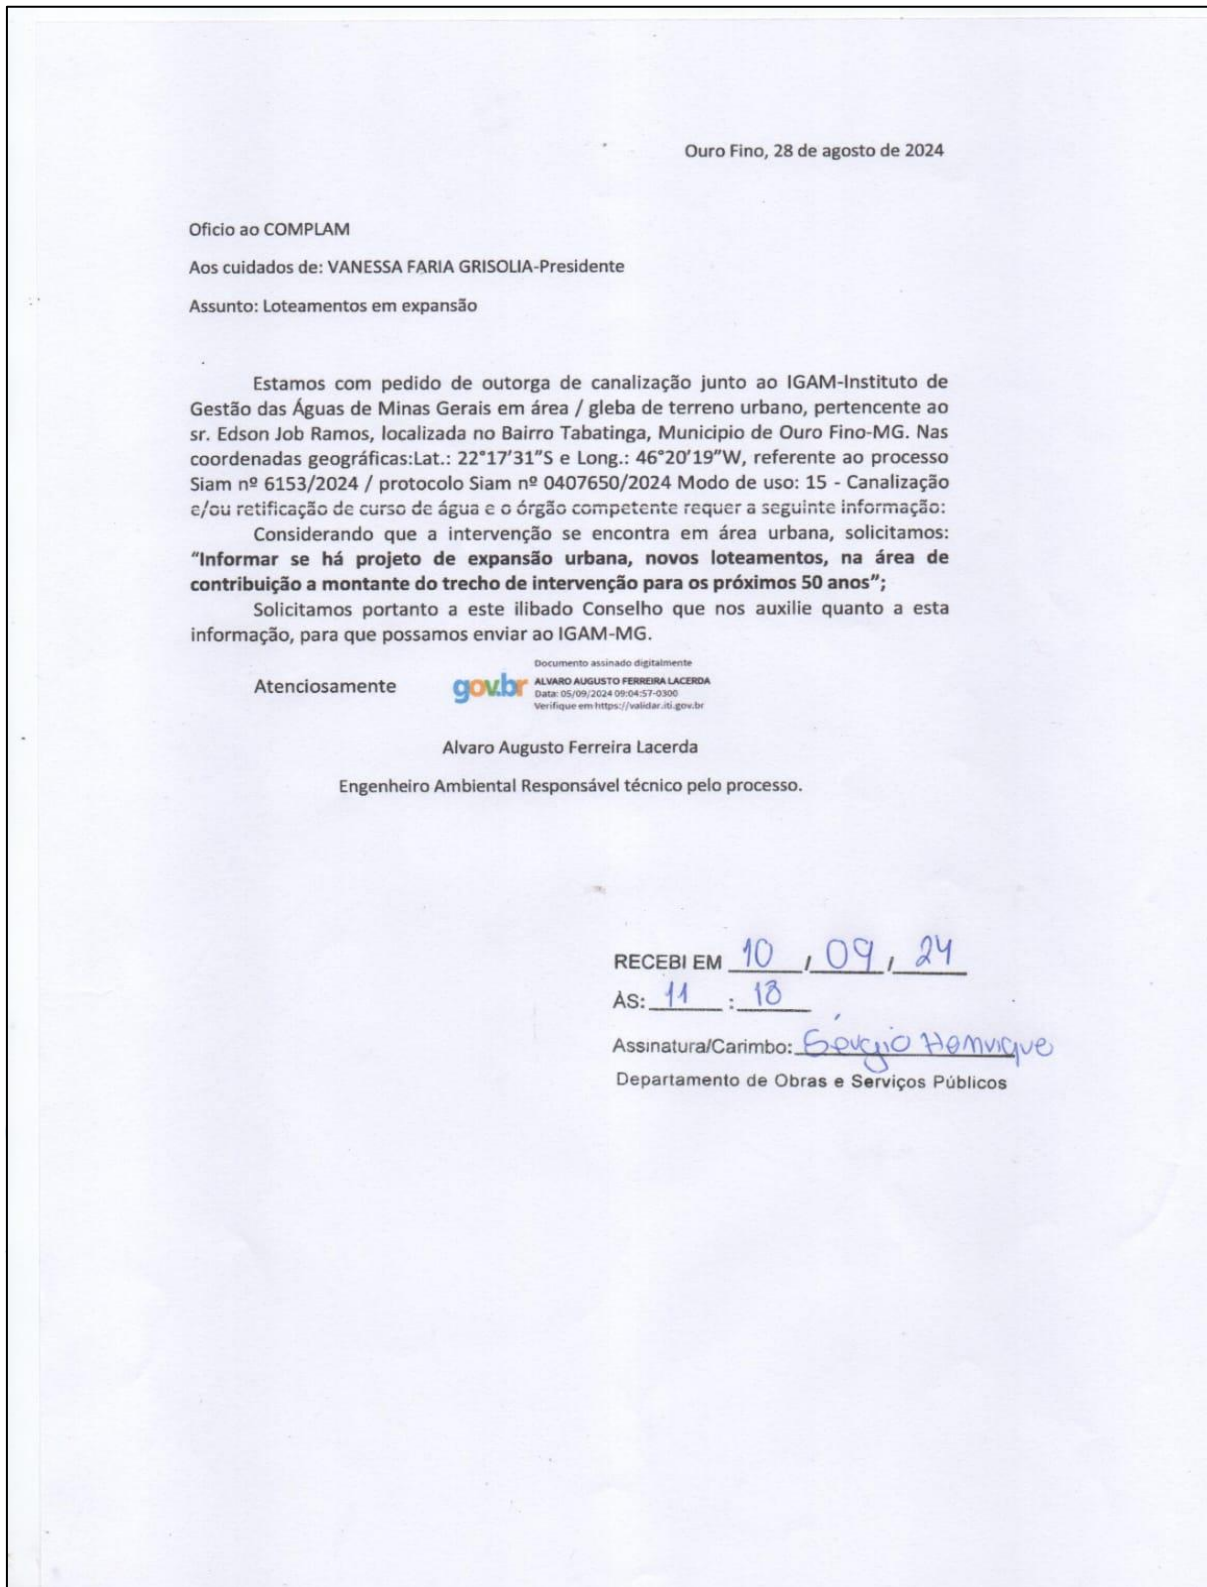 Ouro Fino, 28 de agosto de 2024
Oficio ao COMPLAM
Aos cuidados de: VANESSA FARIA GRISOLIA-Presidente
Assunto: Loteamentos em expansão
Estamos com pedido de outorga de canalização junto ao IGAM-Instituto de
Gestão das Águas de Minas Gerais em área / gleba de terreno urbano, pertencente ao
sr. Edson Job Ramos, localizada no Bairro Tabatinga, Municipio de Ouro Fino-MG. Nas
coordenadas geográficas:Lat.: 22°17'31"S e Long.: 46°20'19"W, referente ao processo
Siam nº 6153/2024 / protocolo Siam nº 0407650/2024 Modo de uso: 15 - Canalização
e/ou retificação de curso de água e o órgão competente requer a seguinte informação:
Considerando que a intervenção se encontra em área urbana, solicitamos:
"Informar se há projeto de expansão urbana, novos loteamentos, na área de
contribuição a montante do trecho de intervenção para os próximos 50 anos";
Solicitamos portanto a este ilibado Conselho que nos auxilie quanto a esta
informação, para que possamos enviar ao IGAM-MG.
Atenciosamente
gov.br
Documento assinado digitalmente
ALVARO AUGUSTO FERREIRA LACERDA
Data: 05/09/2024 09:04:57-0300
Verifique em https://validar.iti.gov.br
Alvaro Augusto Ferreira Lacerda
Engenheiro Ambiental Responsável técnico pelo processo.
RECEBI EM 10 / 09 / 24
ÀS: 11 : 18
Assinatura/Carimbo: Sérgio Henrique
Departamento de Obras e Serviços Públicos